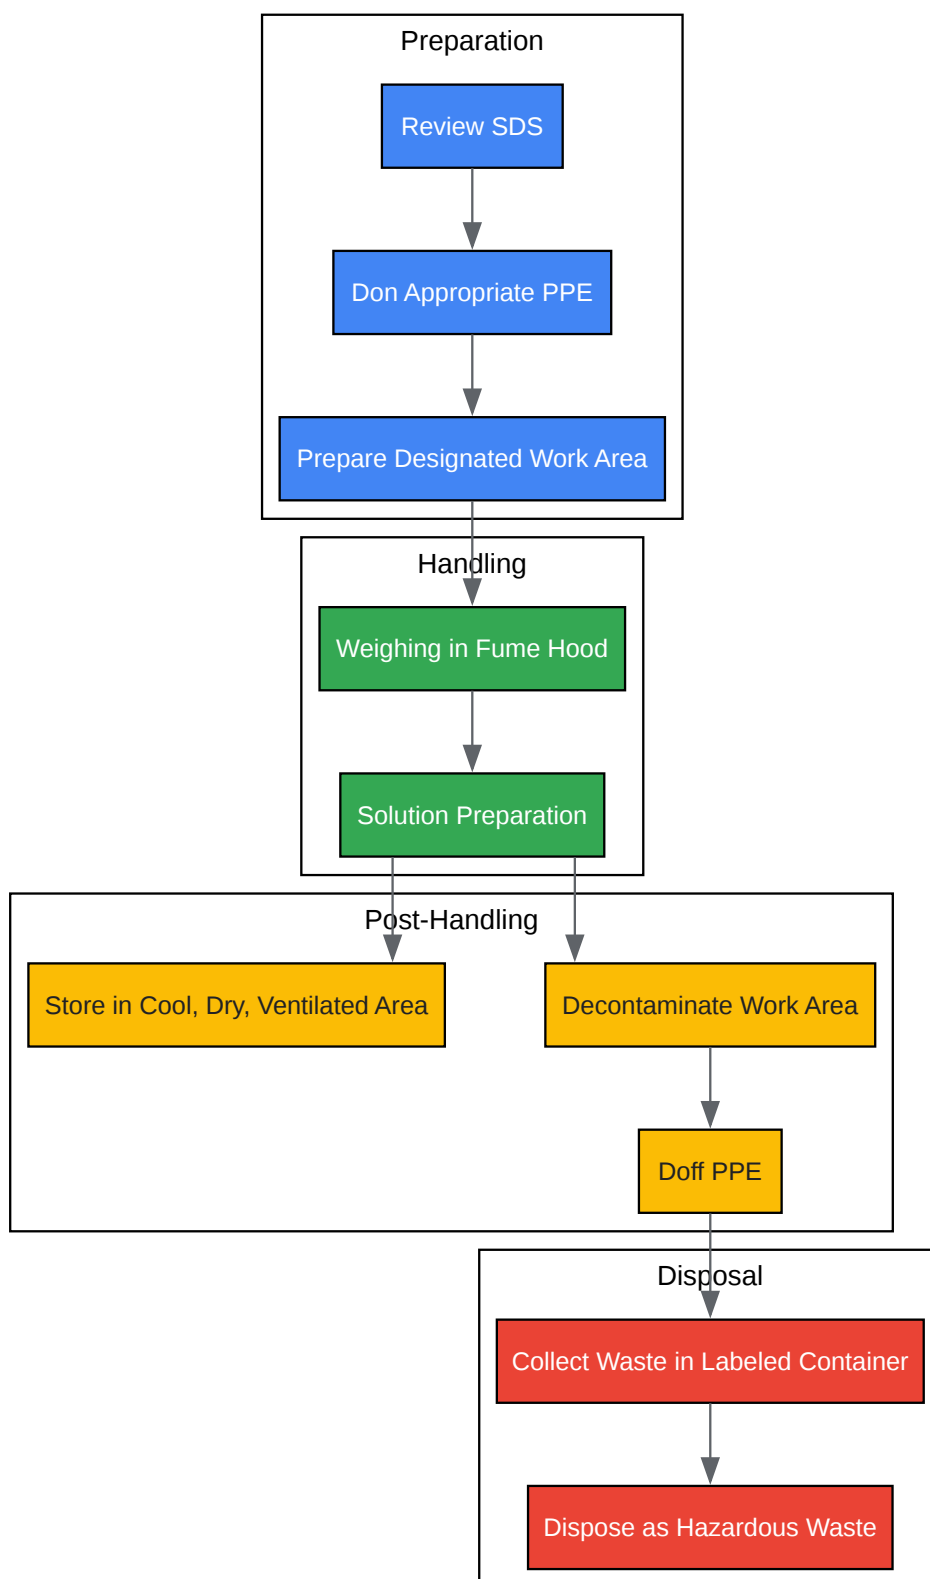 Preparation
Review SDS
Don Appropriate PPE
Prepare Designated Work Area
Handling
Weighing in Fume Hood
Solution Preparation
Post-Handling
Store in Cool, Dry, Ventilated Area
Decontaminate Work Area
Doff PPE
Disposal
Collect Waste in Labeled Container
Dispose as Hazardous Waste